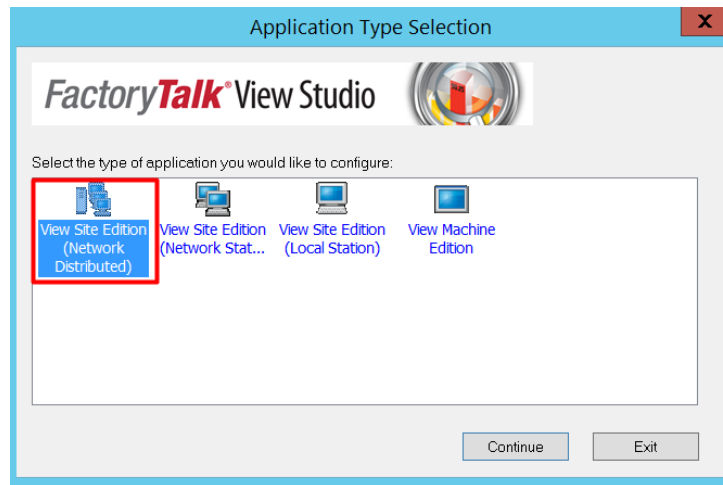 Application Type Selection
X
FactoryTalk® View Studio
Select the type of application you would like to configure:
View Site Edition
(Network
Distributed)
View Site Edition
(Network Stat...
View Site Edition
(Local Station)
View Machine
Edition
Continue
Exit